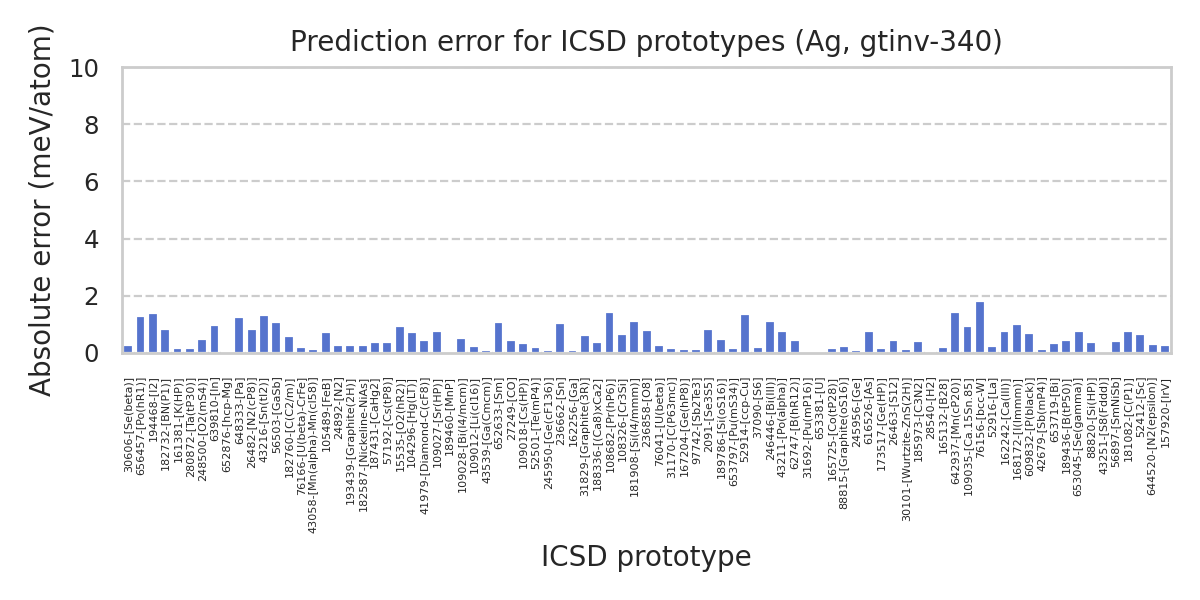 Prediction error for ICSD prototypes (Ag, gtinv-340)
Absolute error (meV/atom)
10
8
6
4
2
0
30606-[Se(beta)]
656457-[Po(hR1)]
194468-[I2]
182732-[BN(P1)]
161381-[K(HP)]
280872-[Ta(tP30)]
248500-[O2(mS4)]
639810-[In]
652876-[hcp-Mg]
644833-[Pa]
26482-[N2(cP8)]
43216-[Sn(tI2)]
56503-[GaSb]
182760-[C(C2/m)]
76166-[U(beta)-CrFe]
43058-[Mn(alpha)-Mn(cI58)]
105489-[FeB]
24892-[N2]
193439-[Graphite(2H)]
182587-[Nickeline-NiAs]
187431-[CaHg2]
57192-[Cs(tP8)]
15535-[O2(hR2)]
104296-[Hg(LT)]
41979-[Diamond-C(cF8)]
109027-[Sr(HP)]
189460-[MnP]
109028-[Bi(I4/mcm)]
109012-[Li(cI16)]
43539-[Ga(Cmcm)]
652633-[Sm]
27249-[CO]
109018-[Cs(HP)]
52501-[Te(mP4)]
245950-[Ge(cF136)]
236662-[Sn]
162256-[Ga]
31829-[Graphite(3R)]
188336-[(Ca8)xCa2]
108682-[Pr(hP6)]
108326-[Cr3Si]
181908-[Si(I4/mmm)]
236858-[O8]
76041-[U(beta)]
31170-[C(P63mc)]
167204-[Ge(hP8)]
97742-[Sb2Te3]
2091-[Se3S5]
189786-[Si(oS16)]
653797-[Pu(mS34)]
52914-[ccp-Cu]
37090-[S6]
246446-[Bi(III)]
43211-[Po(alpha)]
62747-[B(hR12)]
31692-[Pu(mP16)]
653381-[U]
165725-[Co(tP28)]
88815-[Graphite(oS16)]
245956-[Ge]
616526-[As]
173517-[Ge(HP)]
26463-[S12]
30101-[Wurtzite-ZnS(2H)]
185973-[C3N2]
28540-[H2]
165132-[B28]
642937-[Mn(cP20)]
109035-[Ca.15Sn.85]
76156-[bcc-W]
52916-[La]
162242-[Ca(III)]
168172-[I(Immm)]
609832-[P(black)]
42679-[Sb(mP4)]
653719-[Bi]
189436-[B(tP50)]
653045-[Se(gamma)]
88820-[Si(HP)]
43251-[S8(Fddd)]
56897-[SmNiSb]
181082-[C(P1)]
52412-[Sc]
644520-[N2(epsilon)]
157920-[IrV]
ICSD prototype